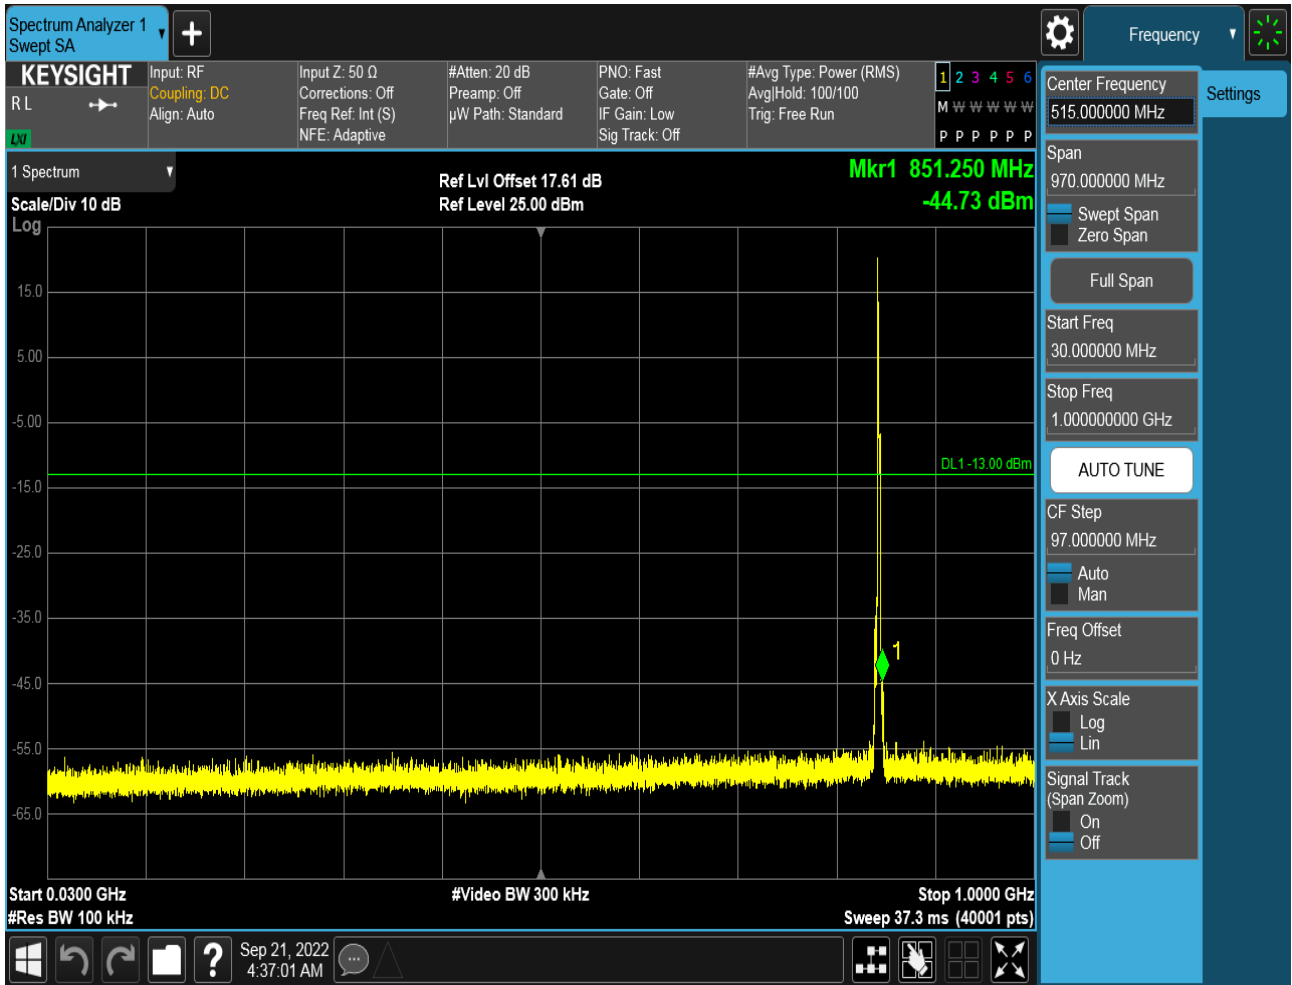 Spectrum Analyzer 1
Swept SA
Frequency
KEYSIGHT
R L
LXI
Input: RF
Coupling: DC
Align: Auto
Input Z: 50 Ω
Corrections: Off
Freq Ref: Int (S)
NFE: Adaptive
#Atten: 20 dB
Preamp: Off
µW Path: Standard
PNO: Fast
Gate: Off
IF Gain: Low
Sig Track: Off
#Avg Type: Power (RMS)
Avg|Hold: 100/100
Trig: Free Run
1 2 3 4 5 6
M W W W W W
P P P P P P
1 Spectrum
Scale/Div 10 dB
Log
Ref Lvl Offset 17.61 dB
Ref Level 25.00 dBm
Mkr1 851.250 MHz
-44.73 dBm
15.0
5.00
-5.00
DL1 -13.00 dBm
-15.0
-25.0
-35.0
1
-45.0
-55.0
-65.0
Start 0.0300 GHz
#Video BW 300 kHz
Stop 1.0000 GHz
#Res BW 100 kHz
Sweep 37.3 ms (40001 pts)
Center Frequency
515.000000 MHz
Settings
Span
970.000000 MHz
Swept Span
Zero Span
Full Span
Start Freq
30.000000 MHz
Stop Freq
1.000000000 GHz
AUTO TUNE
CF Step
97.000000 MHz
Auto
Man
Freq Offset
0 Hz
X Axis Scale
Log
Lin
Signal Track
(Span Zoom)
On
Off
?
Sep 21, 2022
4:37:01 AM